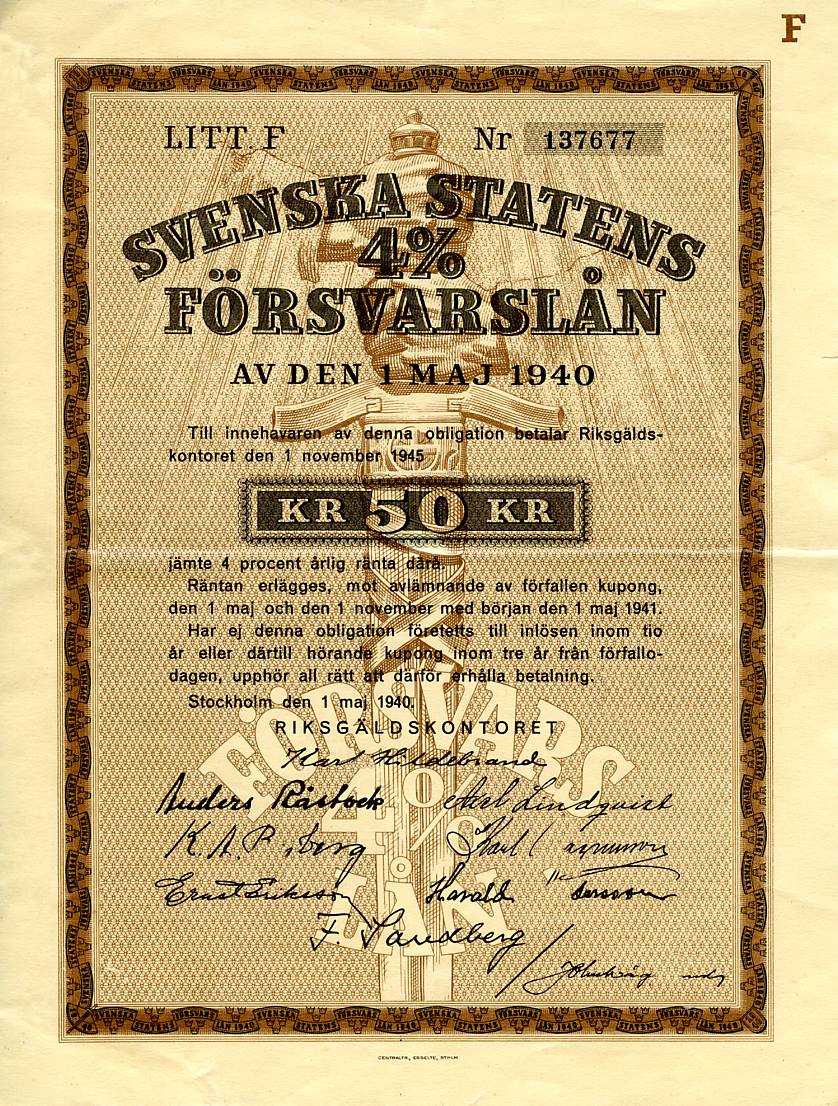 F
LITT. F Nr 137677
SVENSKA STATENS
4%
FÖRSVARSLÅN
AV DEN 1 MAJ 1940
Till innehavaren av denna obligation betalar Riksgälds-
kontoret den 1 november 1945
KR 50 KR
jämte 4 procent årlig ränta därå.
Räntan erlägges, mot avlämnande av förfallen kupong,
den 1 maj och den 1 november med början den 1 maj 1941.
Har ej denna obligation företetts till inlösen inom tio
år eller därtill hörande kupong inom tre år från förfallo-
dagen, upphör all rätt att därför erhålla betalning.
Stockholm den 1 maj 1940.
RIKSGÄLDSKONTORET
FÖRSVARS
4%
LÅN
Karl Hildebrand
Anders Råstock Axel Lindqvist
K. A. Karl
Ernst Eriksson Harald
F. Sandberg
CENTRALTR., ESSELTE, STHLM